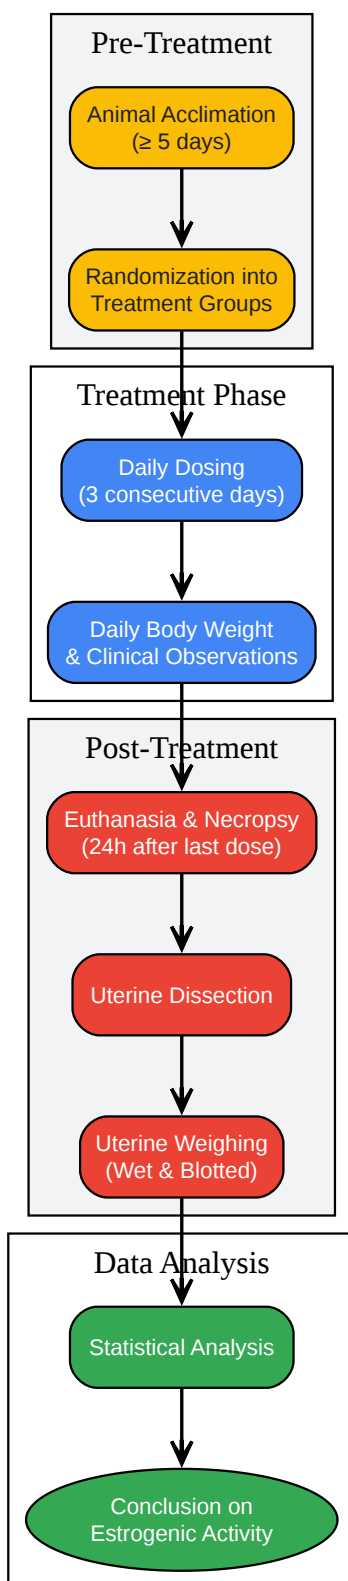 Pre-Treatment
Animal Acclimation
(≥ 5 days)
Randomization into
Treatment Groups
Treatment Phase
Daily Dosing
(3 consecutive days)
Daily Body Weight
& Clinical Observations
Post-Treatment
Euthanasia & Necropsy
(24h after last dose)
Uterine Dissection
Uterine Weighing
(Wet & Blotted)
Data Analysis
Statistical Analysis
Conclusion on
Estrogenic Activity